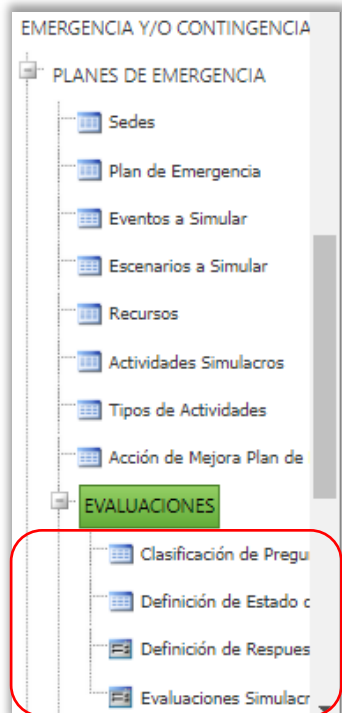 EMERGENCIA Y/O CONTINGENCIA
PLANES DE EMERGENCIA
Sedes
Plan de Emergencia
Eventos a Simular
Escenarios a Simular
Recursos
Actividades Simulacros
Tipos de Actividades
Acción de Mejora Plan de
EVALUACIONES
Clasificación de Pregu
Definición de Estado
Definición de Respues
Evaluaciones Simulacr